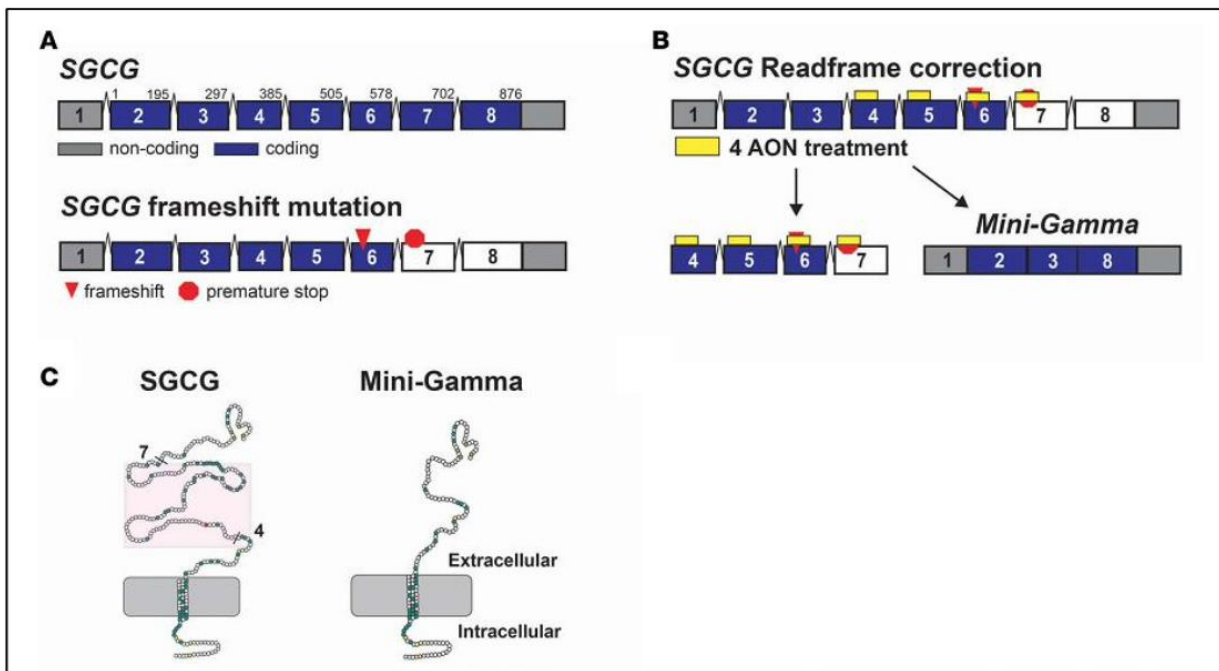 A
SGCG
1 195 297 385 505 578 702 876
1 2 3 4 5 6 7 8
non-coding coding
SGCG frameshift mutation
1 2 3 4 5 6 7 8
frameshift premature stop
B
SGCG Readframe correction
1 2 3 4 5 6 7 8
4 AON treatment
Mini-Gamma
4 5 6 7
1 2 3 8
C
SGCG Mini-Gamma
7
4
Extracellular
Intracellular